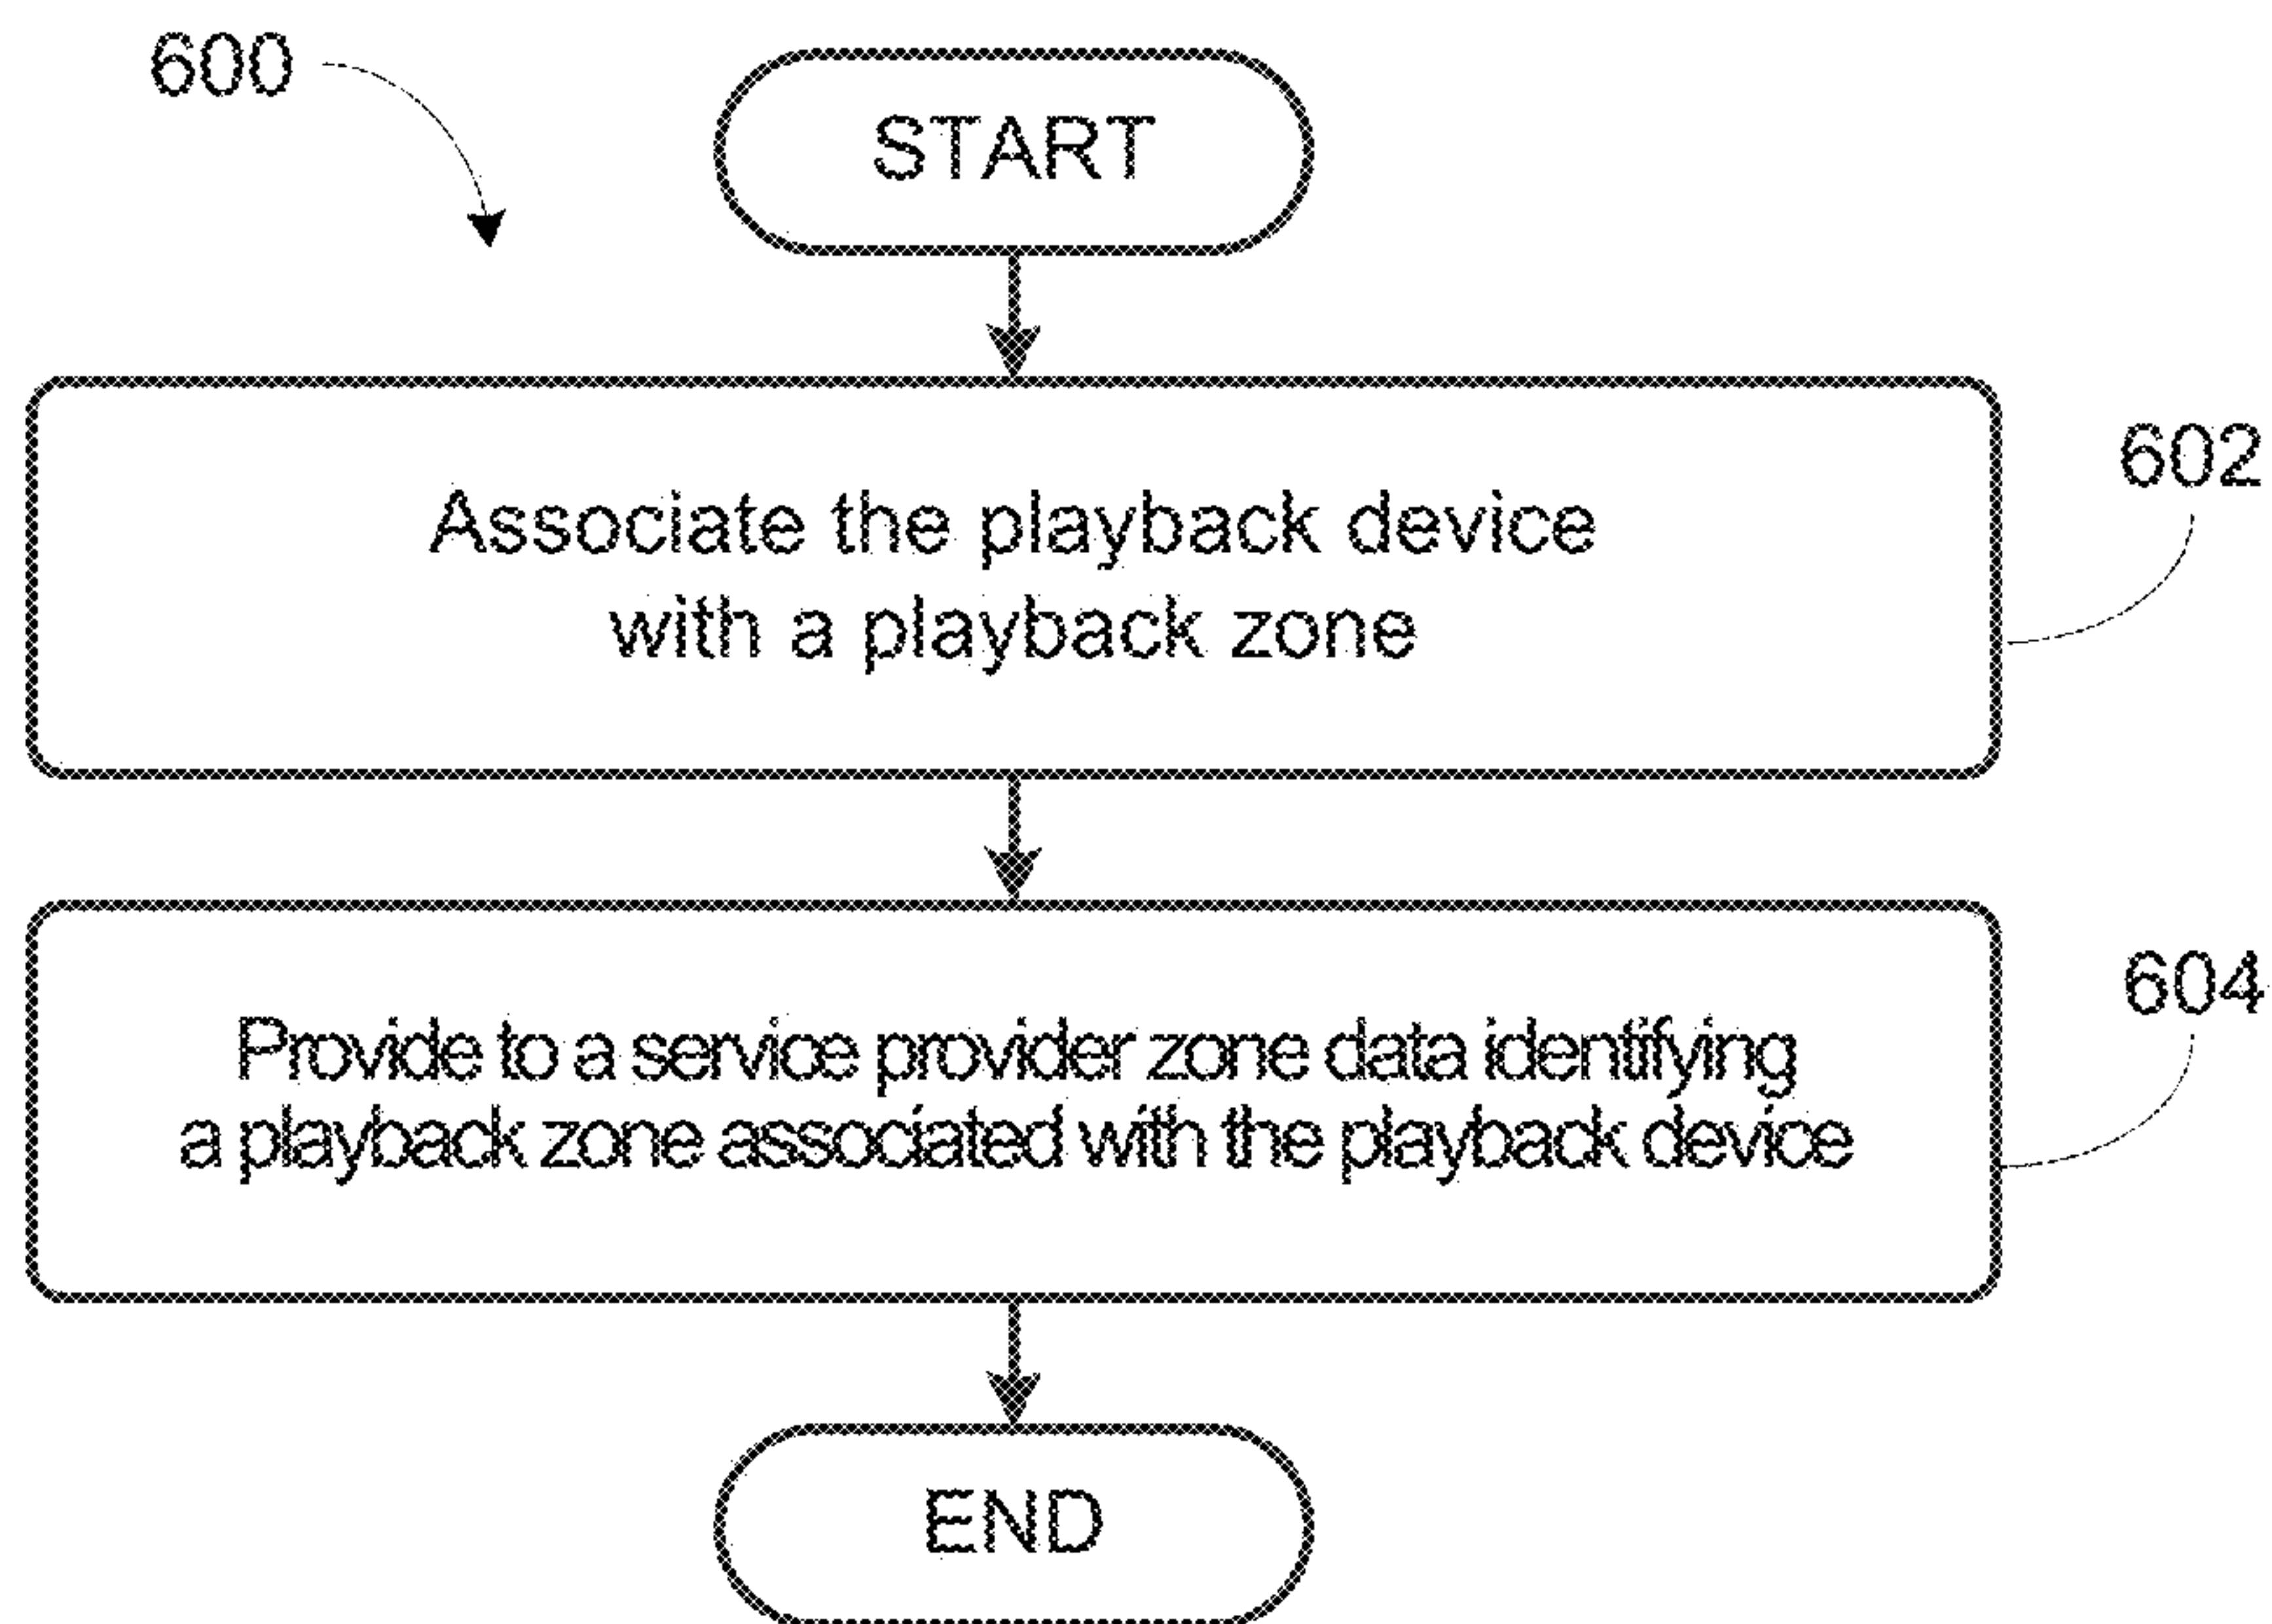 600
START
602
Associate the playback device
with a playback zone
604
Provide to a service provider zone data identifying
a playback zone associated with the playback device
END